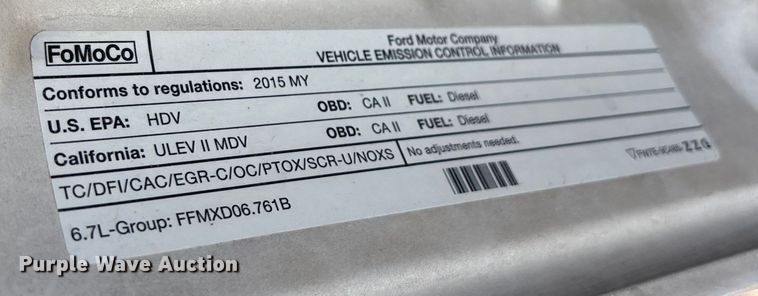 FoMoCo
Ford Motor Company
VEHICLE EMISSION CONTROL INFORMATION
Conforms to regulations: 2015 MY
U.S. EPA: HDV OBD: CA II FUEL: Diesel
California: ULEV II MDV OBD: CA II FUEL: Diesel
TC/DFI/CAC/EGR-C/OC/PTOX/SCR-U/NOXS No adjustments needed.
6.7L-Group: FFMXD06.761B
ZZG
Purple Wave Auction